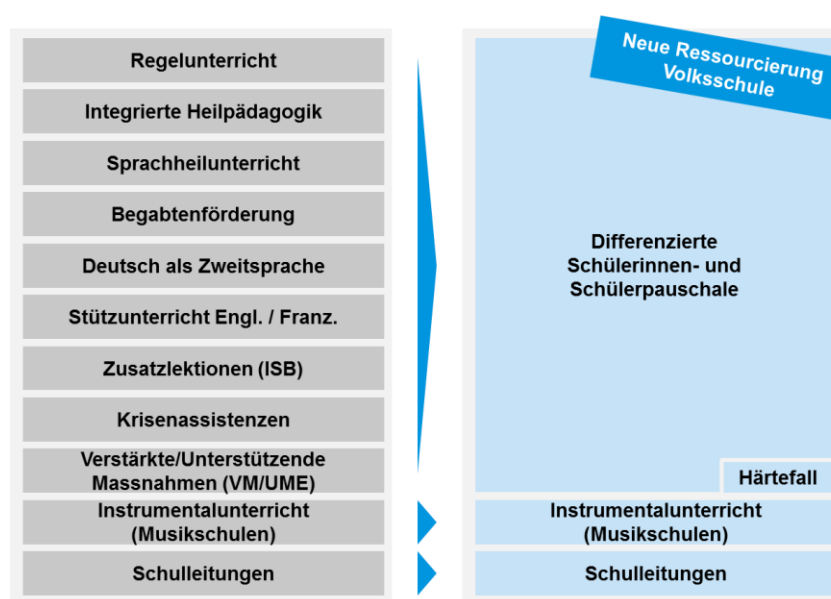 Regelunterricht
Integrierte Heilpädagogik
Sprachheilunterricht
Begabtenförderung
Deutsch als Zweitsprache
Stützunterricht Engl. / Franz.
Zusatzlektionen (ISB)
Krisenassistenzen
Verstärkte/Unterstützende
Massnahmen (VM/UME)
Instrumentalunterricht
(Musikschulen)
Schulleitungen
Neue Ressourcierung
Volksschule
Differenzierte
Schülerinnen- und
Schülerpauschale
Härtefall
Instrumentalunterricht
(Musikschulen)
Schulleitungen